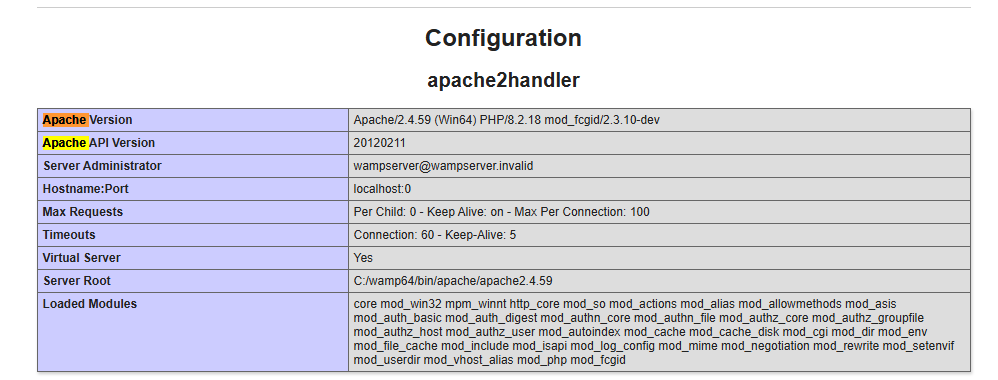 Configuration
apache2handler
Apache Version Apache/2.4.59 (Win64) PHP/8.2.18 mod_fcgid/2.3.10-dev
Apache API Version 20120211
Server Administrator wampserver@wampserver.invalid
Hostname:Port localhost:0
Max Requests Per Child: 0 - Keep Alive: on - Max Per Connection: 100
Timeouts Connection: 60 - Keep-Alive: 5
Virtual Server Yes
Server Root C:/wamp64/bin/apache/apache2.4.59
Loaded Modules core mod_win32 mpm_winnt http_core mod_so mod_actions mod_alias mod_allowmethods mod_asis
mod_auth_basic mod_auth_digest mod_authn_core mod_authn_file mod_authz_core mod_authz_groupfile
mod_authz_host mod_authz_user mod_autoindex mod_cache mod_cache_disk mod_cgi mod_dir mod_env
mod_file_cache mod_include mod_isapi mod_log_config mod_mime mod_negotiation mod_rewrite mod_setenvif
mod_userdir mod_vhost_alias mod_php mod_fcgid